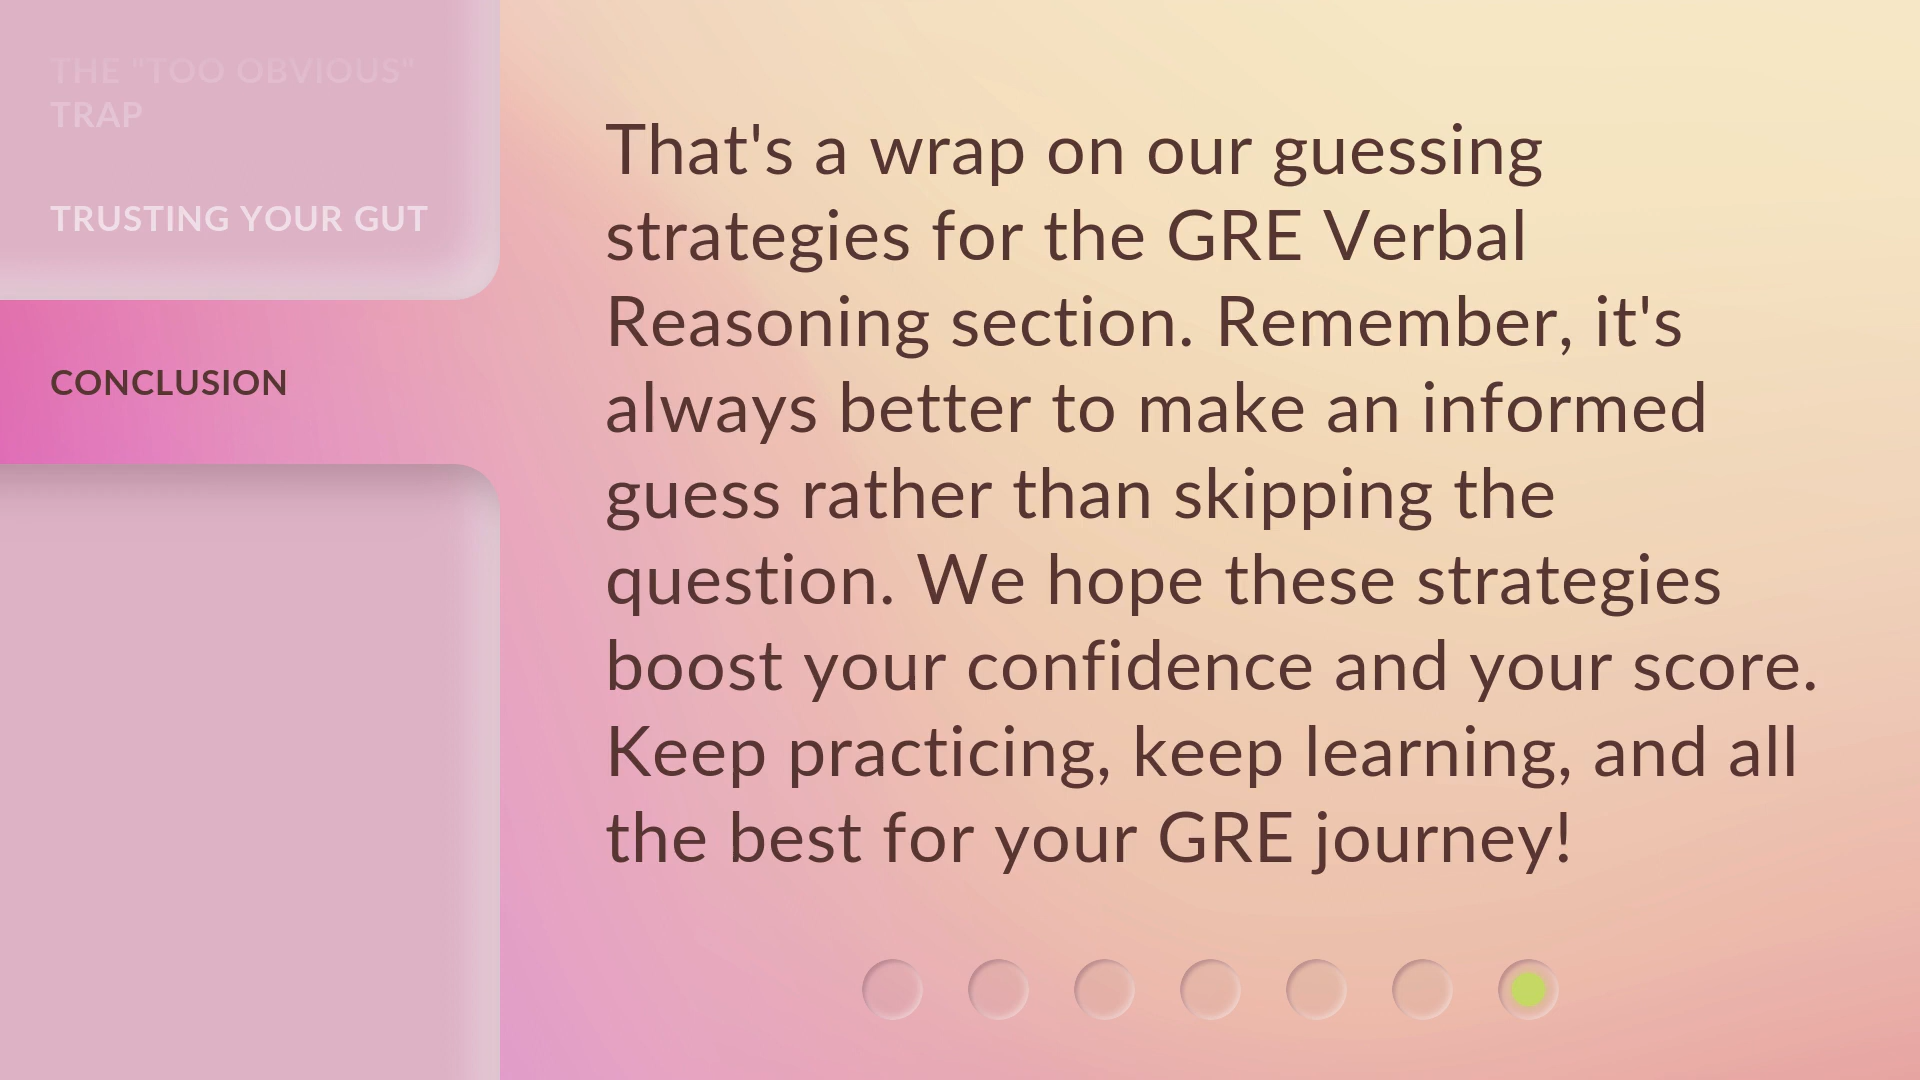 THE "TOO OBVIOUS"
TRAP
TRUSTING YOUR GUT
CONCLUSION
That's a wrap on our guessing
strategies for the GRE Verbal
Reasoning section. Remember, it's
always better to make an informed
guess rather than skipping the
question. We hope these strategies
boost your confidence and your score.
Keep practicing, keep learning, and all
the best for your GRE journey!